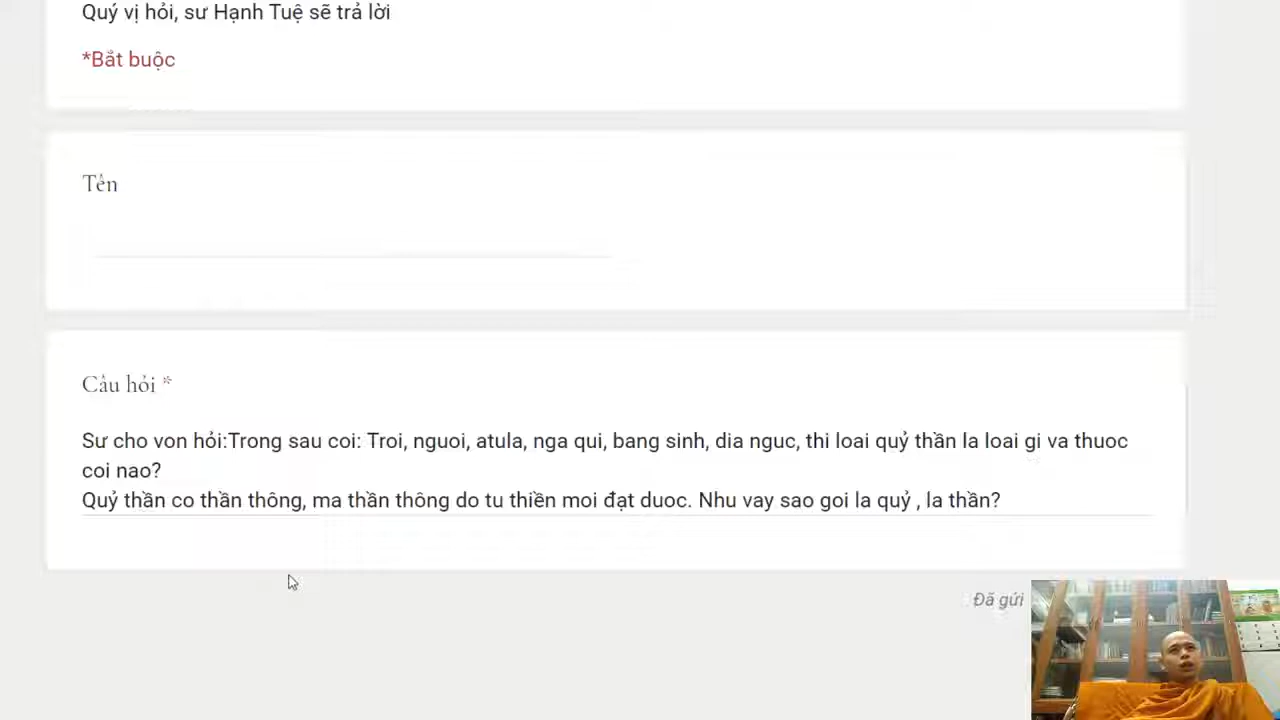 Quý vị hỏi, sư Hạnh Tuệ sẽ trả lời
*Bắt buộc
Tên
Câu hỏi *
Sư cho von hỏi:Trong sau coi: Troi, nguoi, atula, nga qui, bang sinh, dia nguc, thi loai quỷ thần la loai gi va thuoc
coi nao?
Quỷ thần co thần thông, ma thần thông do tu thiền moi đạt duoc. Nhu vay sao goi la quỷ , la thần?
Đã gửi